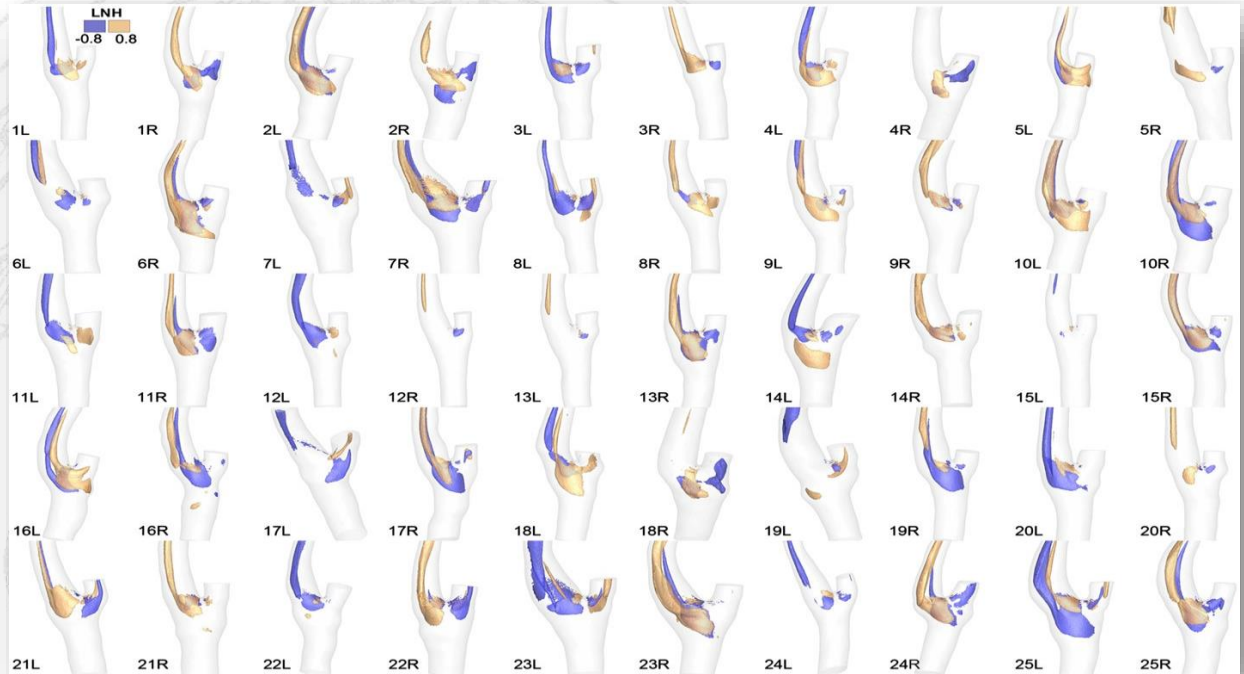 LNH
-0.8 0.8
1L 1R 2L 2R 3L 3R 4L 4R 5L 5R
6L 6R 7L 7R 8L 8R 9L 9R 10L 10R
11L 11R 12L 12R 13L 13R 14L 14R 15L 15R
16L 16R 17L 17R 18L 18R 19L 19R 20L 20R
21L 21R 22L 22R 23L 23R 24L 24R 25L 25R